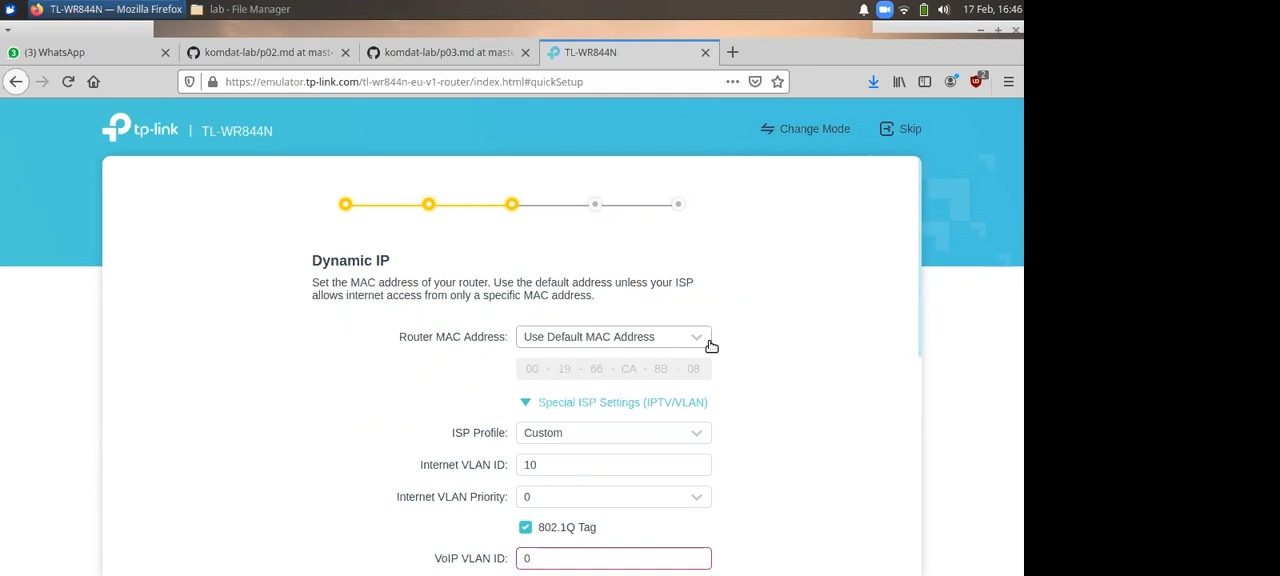 TL-WR844N — Mozilla Firefox
lab - File Manager
17 Feb, 16:46
(3) WhatsApp
komdat-lab/p02.md at mast
komdat-lab/p03.md at mast
TL-WR844N
https://emulator.tp-link.com/tl-wr844n-eu-v1-router/index.html#quickSetup
2
tp-link | TL-WR844N
Change Mode
Skip
Dynamic IP
Set the MAC address of your router. Use the default address unless your ISP
allows internet access from only a specific MAC address.
Router MAC Address: Use Default MAC Address
00 - 19 - 66 - CA - 8B - 08
Special ISP Settings (IPTV/VLAN)
ISP Profile: Custom
Internet VLAN ID: 10
Internet VLAN Priority: 0
802.1Q Tag
VoIP VLAN ID: 0